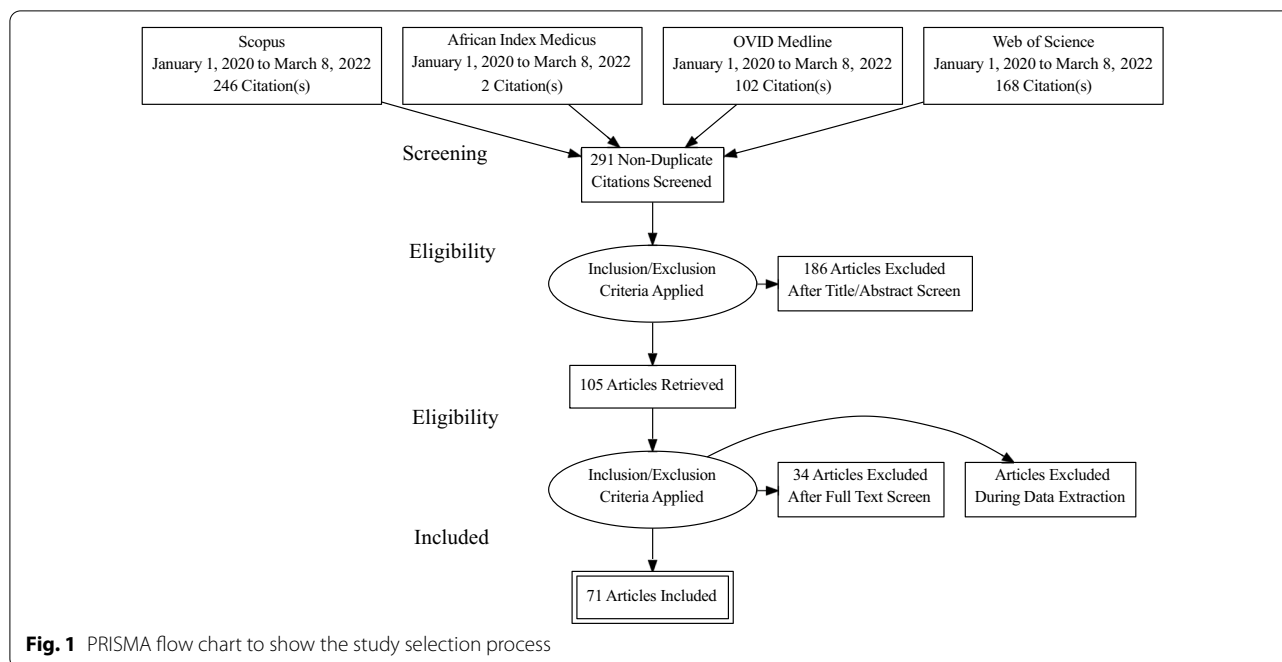 Scopus
January 1, 2020 to March 8, 2022
246 Citation(s)
African Index Medicus
January 1, 2020 to March 8, 2022
2 Citation(s)
OVID Medline
January 1, 2020 to March 8, 2022
102 Citation(s)
Web of Science
January 1, 2020 to March 8, 2022
168 Citation(s)
Screening
291 Non-Duplicate
Citations Screened
Eligibility
Inclusion/Exclusion
Criteria Applied
186 Articles Excluded
After Title/Abstract Screen
105 Articles Retrieved
Eligibility
Inclusion/Exclusion
Criteria Applied
34 Articles Excluded
After Full Text Screen
Articles Excluded
During Data Extraction
Included
71 Articles Included
Fig. 1 PRISMA flow chart to show the study selection process